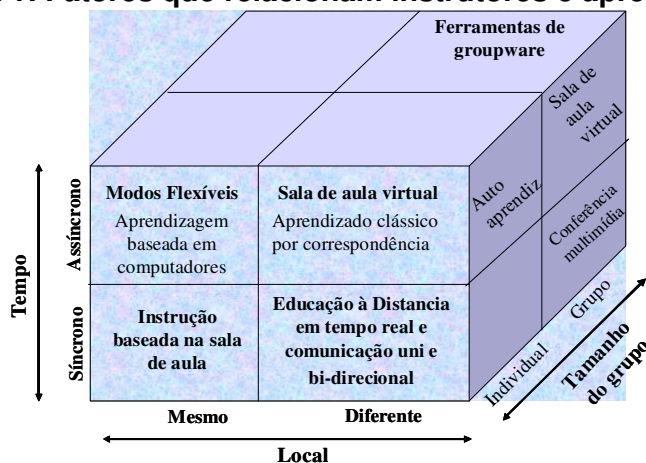 Ferramentas de
groupware
Sala de
aula
virtual
Modos Flexíveis
Aprendizagem
baseada em
computadores
Sala de aula virtual
Aprendizado clássico
por correspondência
Auto
aprendiz
Conferência
multimídia
Instrução
baseada na sala
de aula
Educação à Distancia
em tempo real e
comunicação uni e
bi-direcional
Tempo
Assíncrono
Síncrono
Individual
Grupo
Tamanho
do grupo
Mesmo
Diferente
Local